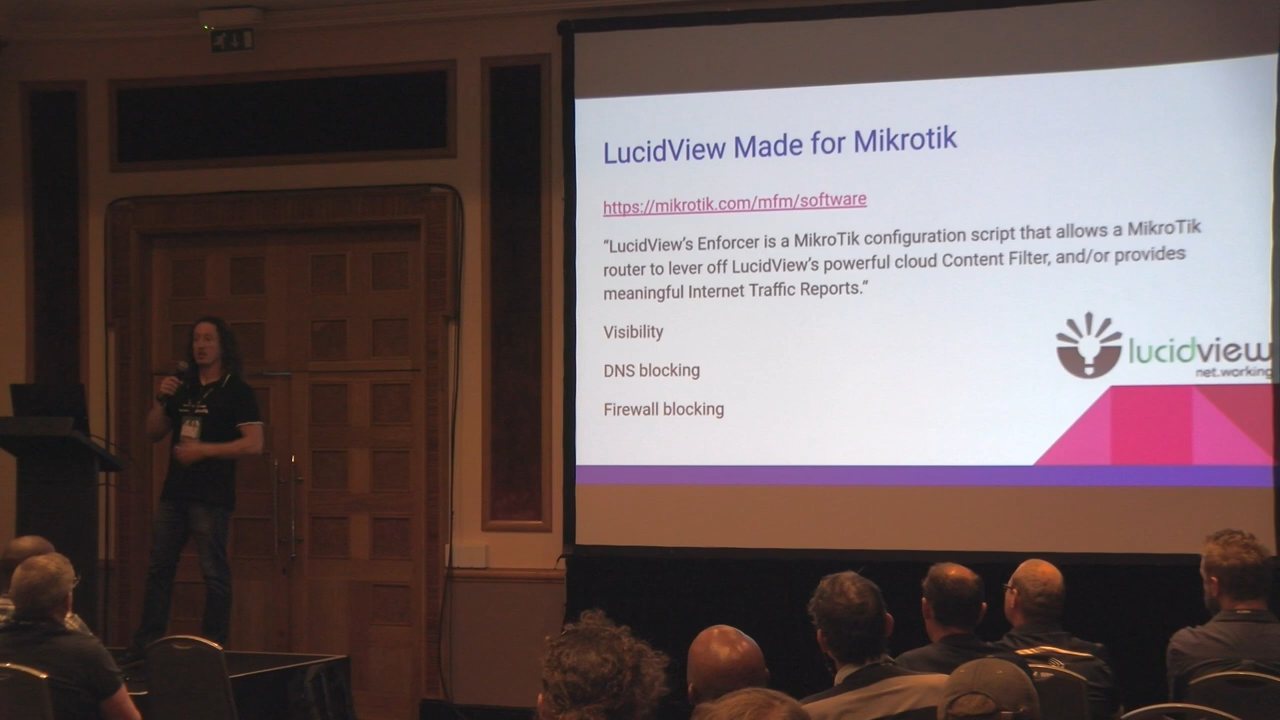 LucidView Made for Mikrotik
https://mikrotik.com/mfm/software
“LucidView’s Enforcer is a MikroTik configuration script that allows a MikroTik
router to lever off LucidView’s powerful cloud Content Filter, and/or provides
meaningful Internet Traffic Reports.“
Visibility
DNS blocking
Firewall blocking
lucidview
net.working